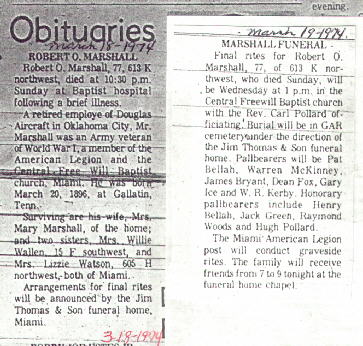 evening.
Obituaries
March 18-1974
ROBERT O. MARSHALL
Robert O. Marshall, 77, 613 K
northwest, died at 10:30 p.m.
Sunday at Baptist hospital
following a brief illness.
A retired employe of Douglas
Aircraft in Oklahoma City, Mr.
Marshall was an Army veteran
of World War I, a member of the
American Legion and the
Central Free Will Baptist
church, Miami. He was born
March 20, 1896, at Gallatin,
Tenn.
Surviving are his wife, Mrs.
Mary Marshall, of the home;
and two sisters, Mrs. Willie
Wallen, 15 F southwest, and
Mrs. Lizzie Watson, 605 H
northwest, both of Miami.
Arrangements for final rites
will be announced by the Jim
Thomas & Son funeral home,
Miami.
3-18-1974
March 19-1974.
MARSHALL FUNERAL -
Final rites for Robert O.
Marshall, 77, of 613 K north-
west, who died Sunday, will
be Wednesday at 1 p.m. in the
Central Freewill Baptist church
with the Rev. Carl Pollard of-
ficiating. Burial will be in GAR
cemetery under the direction of
the Jim Thomas & Son funeral
home. Pallbearers will be Pat
Bellah, Warren McKinney,
James Bryant, Dean Fox, Gary
Ice and W. R. Kerby. Honorary
pallbearers include Henry
Bellah, Jack Green, Raymond
Woods and Hugh Pollard.
The Miami American Legion
post will conduct graveside
rites. The family will receive
friends from 7 to 9 tonight at the
funeral home chapel.